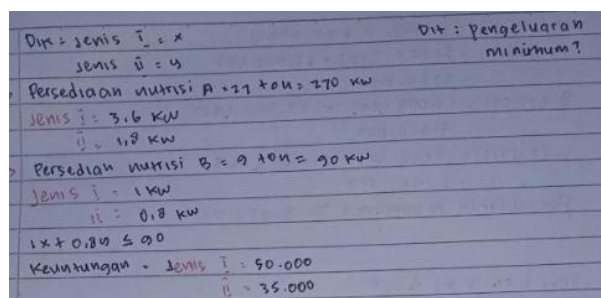 Dik = Jenis I = x
Jenis II = y
Dit : pengeluaran
minimum?
Persediaan nutrisi A = 27 ton = 270 kw
Jenis I = 3,6 kw
II = 1,8 kw
Persedian nutrisi B = 9 ton = 90 kw
Jenis I = 1 kw
II = 0,8 kw
1x + 0,8y ≤ 90
Keuntungan = Jenis I = 50.000
II = 35.000